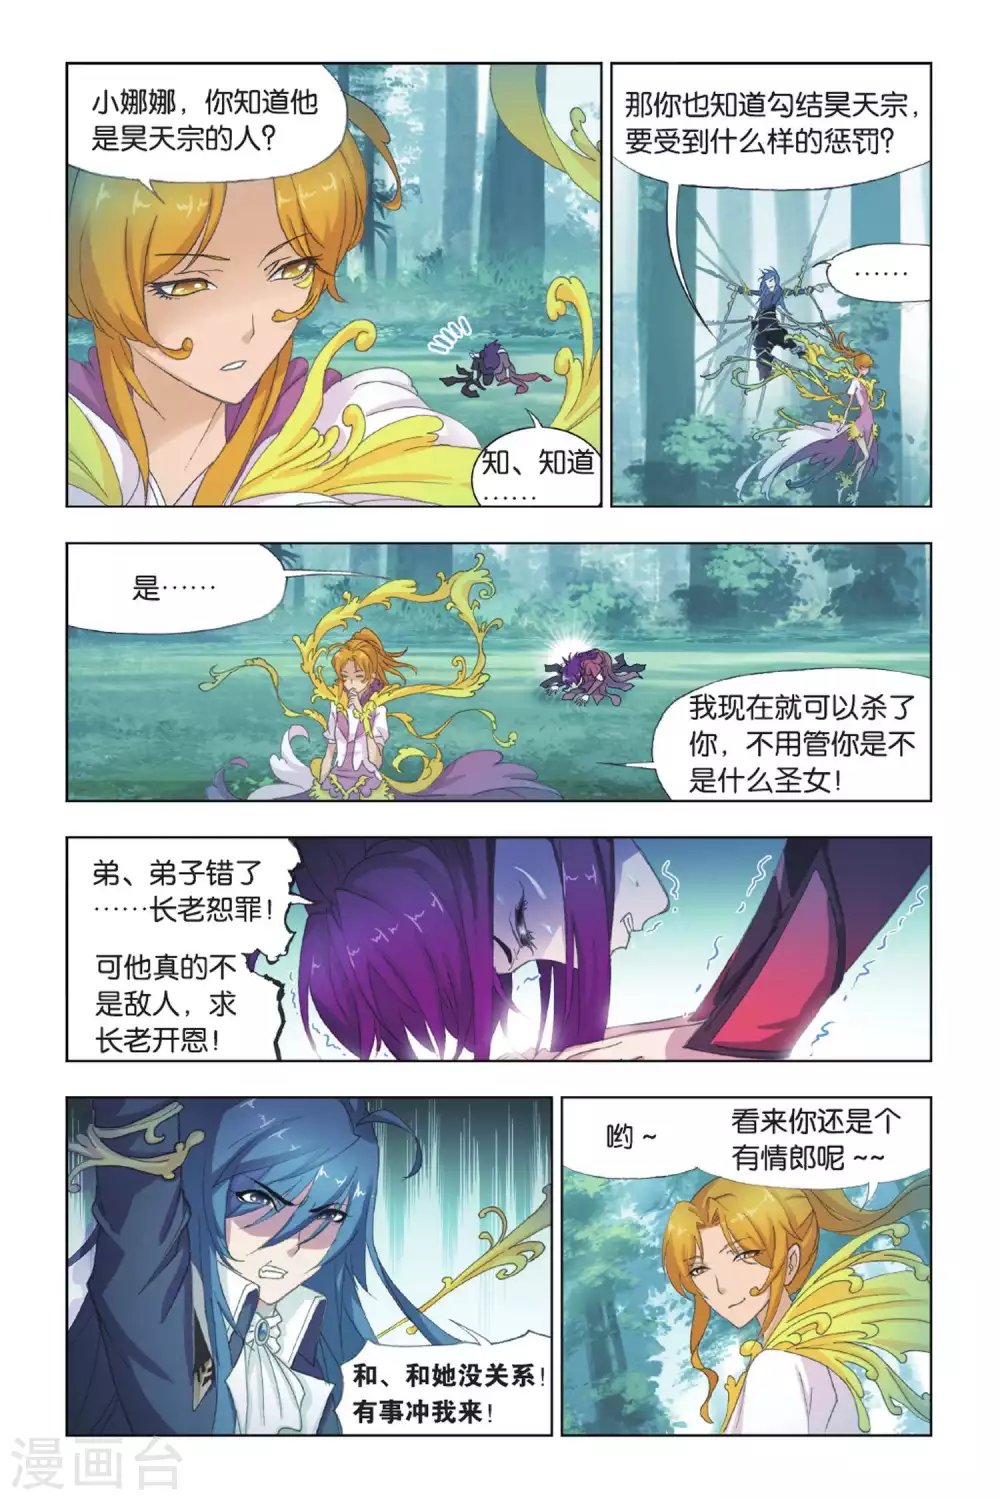 小娜娜，你知道他
是昊天宗的人？
知、知道
……
那你也知道勾结昊天宗，
要受到什么样的惩罚？
……
是……
我现在就可以杀了
你，不用管你是不
是什么圣女！
弟、弟子错了
……长老恕罪！
可他真的不
是敌人，求
长老开恩！
和、和她没关系！
有事冲我来！
哟～
看来你还是个
有情郎呢～～
漫画台